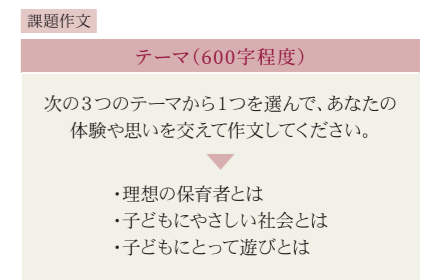 課題作文
テーマ（600字程度）
次の3つのテーマから1つを選んで、あなたの
体験や思いを交えて作文してください。
・理想の保育者とは
・子どもにやさしい社会とは
・子どもにとって遊びとは